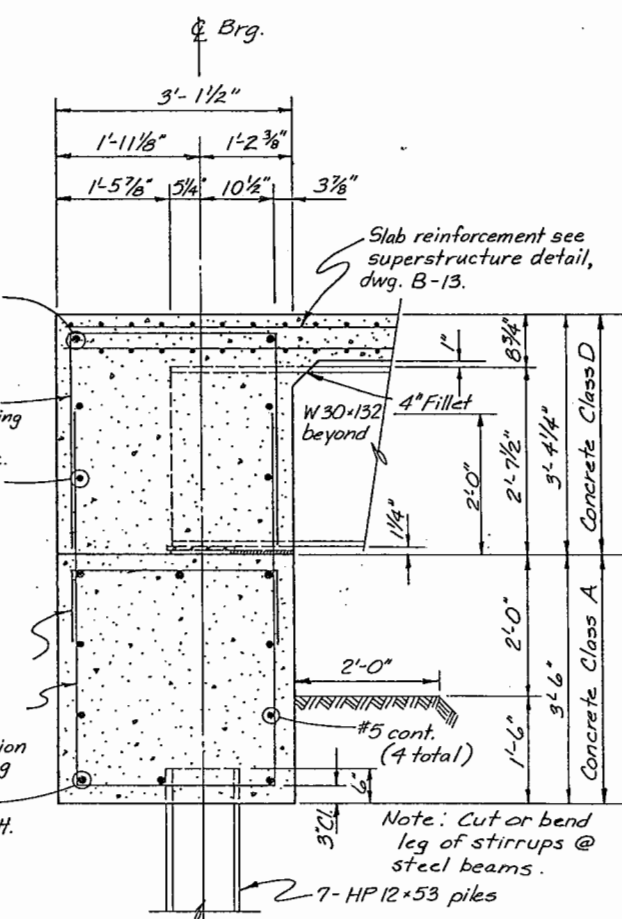 ℄ Brg.
3'-1½"
1'-11⅛" 1'-2⅜"
1'-5⅞" 5¼" 10½" 3⅞"
Slab reinforcement see
superstructure detail,
dwg. B-13.
1"
8¾"
4" Fillet
W 30×132
beyond
2'-0"
2'-7½"
3'-4¼"
Concrete Class D
1¼"
ing
2'-0"
2'-0"
3'-6"
Concrete Class A
1'-6"
#5 cont.
(4 total)
6"
3"Cl.
ion
g
H.
Note: Cut or bend
leg of stirrups @
steel beams.
7-HP 12×53 piles